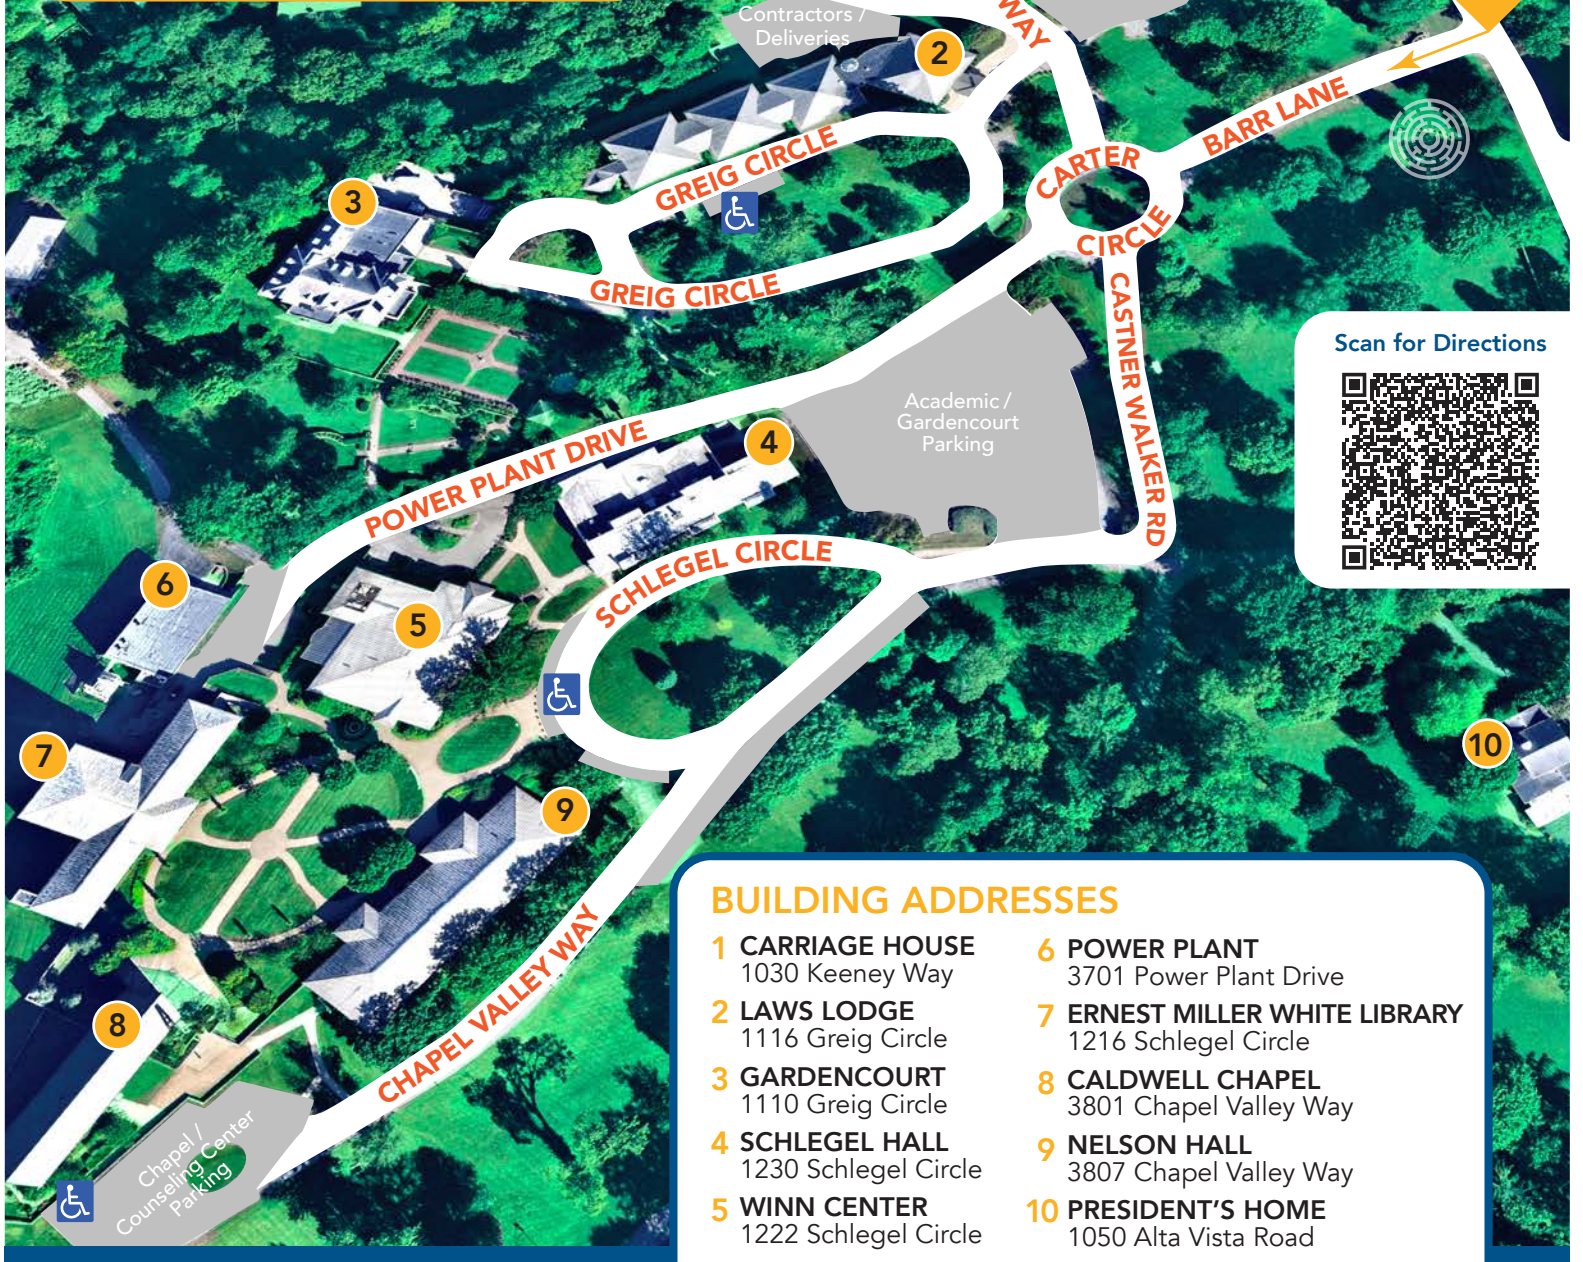 Contractors /
Deliveries
WAY
2
BARR LANE
GREIG CIRCLE
CARTER
CIRCLE
3
GREIG CIRCLE
CASTNER WALKER RD
Scan for Directions
Academic /
Gardencourt
Parking
4
POWER PLANT DRIVE
SCHLEGEL CIRCLE
6
5
7
10
9
CHAPEL VALLEY WAY
8
Chapel /
Counseling Center
Parking
BUILDING ADDRESSES
1 CARRIAGE HOUSE
1030 Keeney Way
2 LAWS LODGE
1116 Greig Circle
3 GARDENCOURT
1110 Greig Circle
4 SCHLEGEL HALL
1230 Schlegel Circle
5 WINN CENTER
1222 Schlegel Circle
6 POWER PLANT
3701 Power Plant Drive
7 ERNEST MILLER WHITE LIBRARY
1216 Schlegel Circle
8 CALDWELL CHAPEL
3801 Chapel Valley Way
9 NELSON HALL
3807 Chapel Valley Way
10 PRESIDENT'S HOME
1050 Alta Vista Road